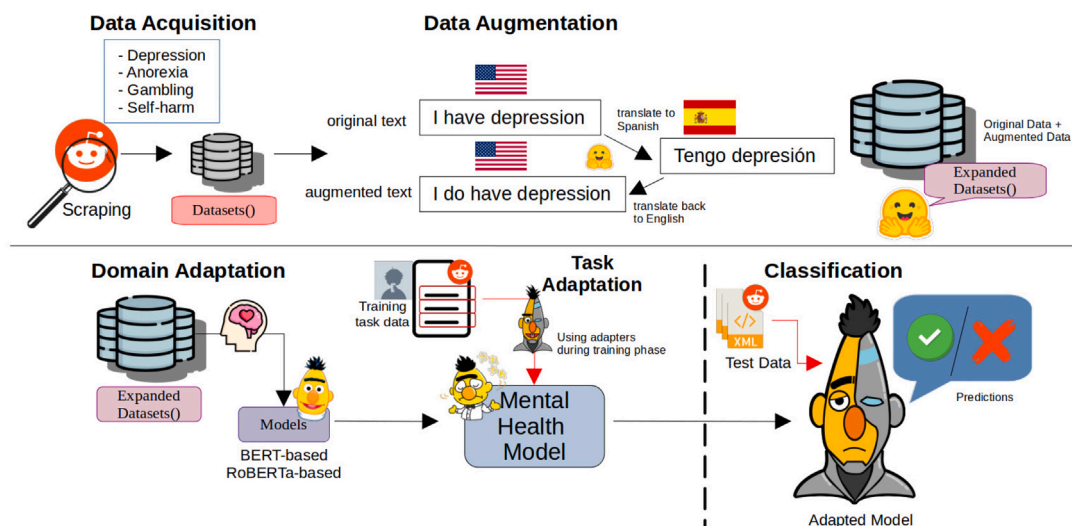 Data Acquisition
- Depression
- Anorexia
- Gambling
- Self-harm
Scraping
Datasets()
Data Augmentation
original text
I have depression
translate to
Spanish
Tengo depresión
augmented text
I do have depression
translate back
to English
Original Data +
Augmented Data
Expanded
Datasets()
Domain Adaptation
Expanded
Datasets()
Models
BERT-based
RoBERTa-based
Training
task data
Task
Adaptation
Using adapters
during training phase
Mental
Health
Model
Classification
XML
Test Data
Predictions
Adapted Model